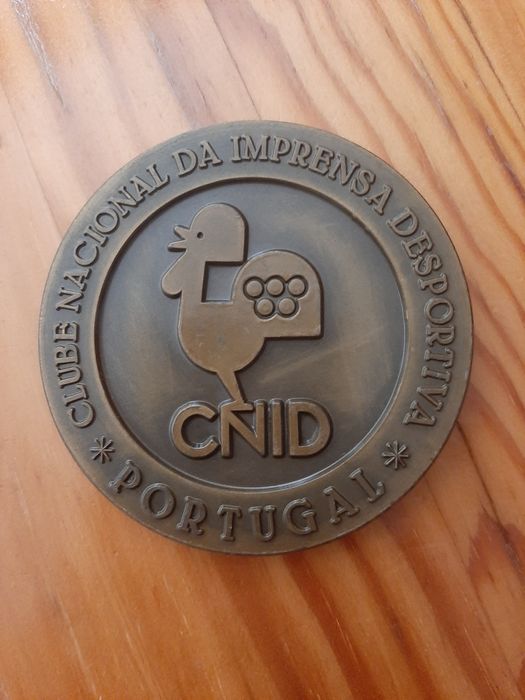 CLUBE NACIONAL DA IMPRENSA DESPORTIVA
CNID
* PORTUGAL *